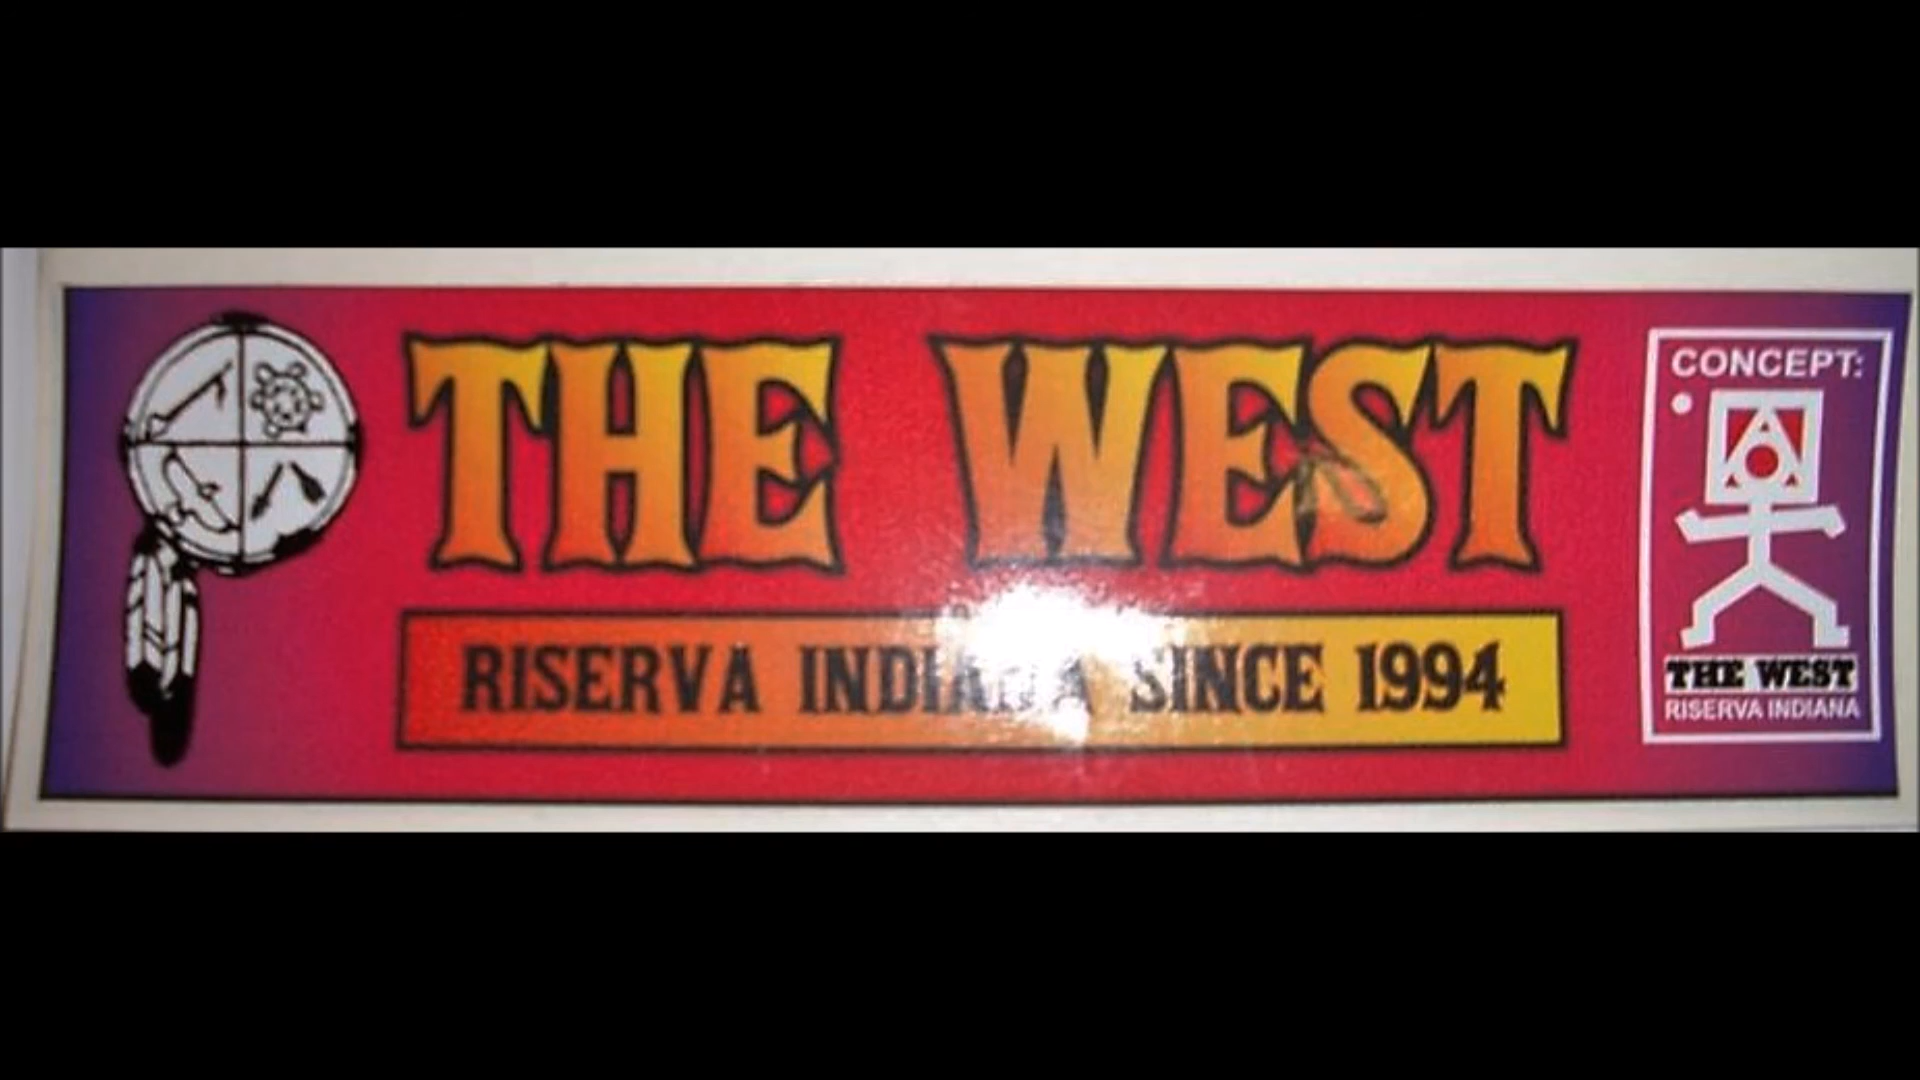 THE WEST
RISERVA INDIANA SINCE 1994
CONCEPT:
THE WEST
RISERVA INDIANA